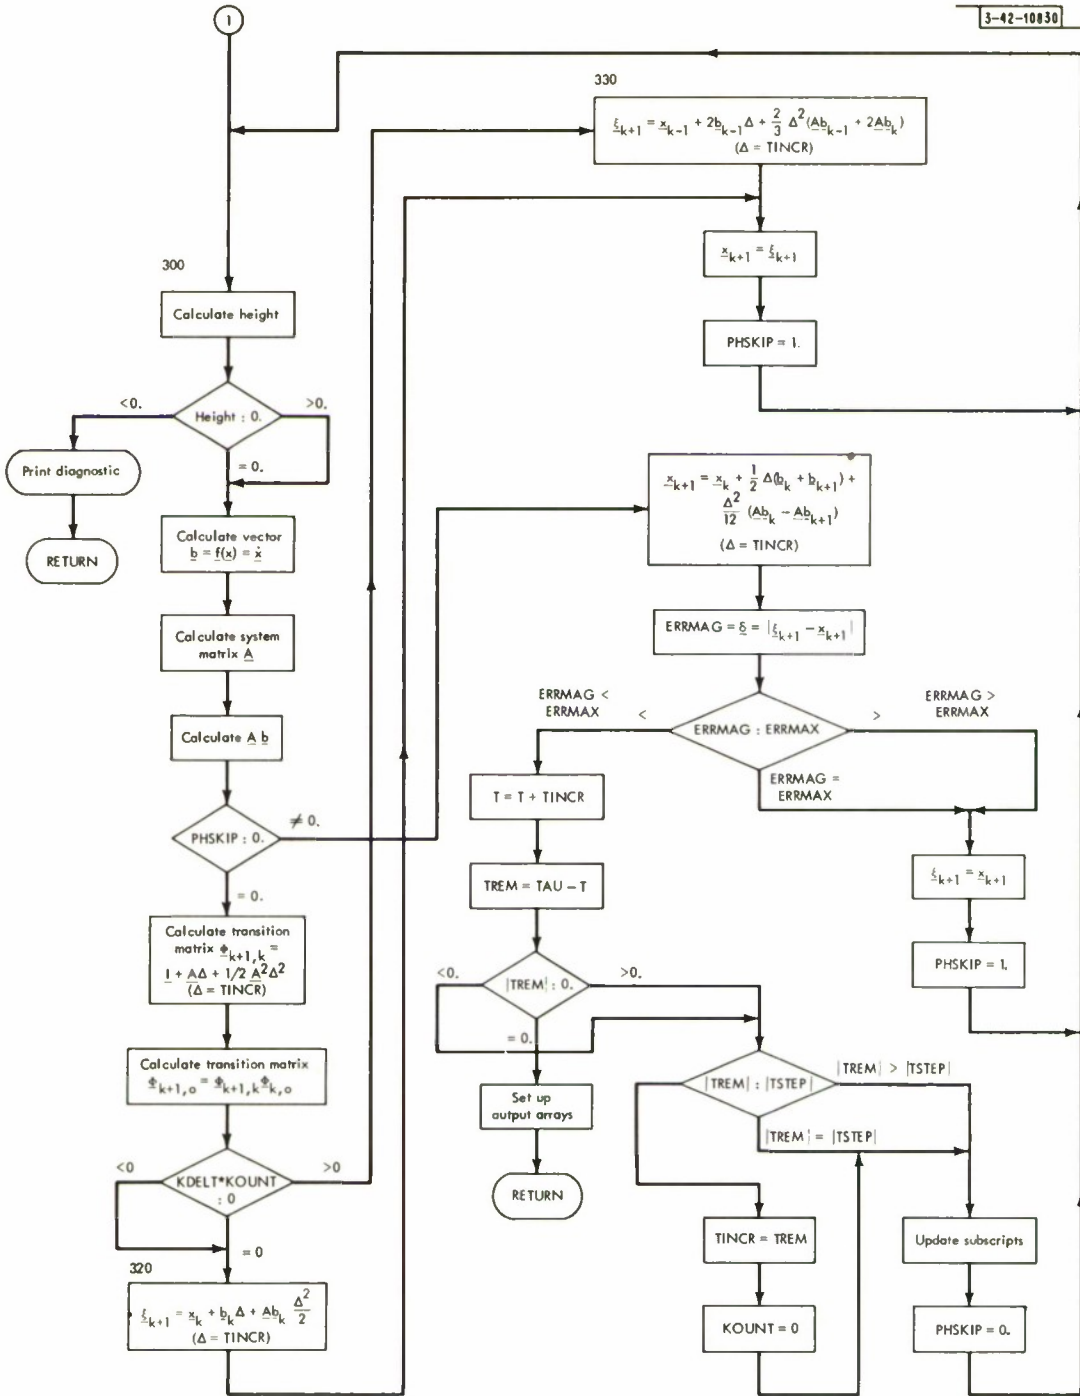 1
3-42-10830
330
ξ_{k+1} = x_{k-1} + 2b_{k-1}Δ + 2/3 Δ² (Ab_{k-1} + 2Ab_k)
(Δ = TINCR)
x_{k+1} = ξ_{k+1}
PHSKIP = 1.
300
Calculate height
<0.
Height : 0.
>0.
= 0.
Print diagnostic
RETURN
Calculate vector
b = f(x) = ẋ
Calculate system
matrix A
Calculate A b
PHSKIP : 0.
≠ 0.
= 0.
Calculate transition
matrix Φ_{k+1,k} =
1 + AΔ + 1/2 A²Δ²
(Δ = TINCR)
Calculate transition matrix
Φ_{k+1,o} = Φ_{k+1,k}Φ_{k,o}
<0
KDELT*KOUNT
: 0
>0
= 0
320
ξ_{k+1} = x_k + b_kΔ + Ab_k Δ²/2
(Δ = TINCR)
x_{k+1} = x_k + 1/2 Δ(b_k + b_{k+1}) +
Δ²/12 (Ab_k − Ab_{k+1})
(Δ = TINCR)
ERRMAG = δ = |ξ_{k+1} − x_{k+1}|
ERRMAG <
ERRMAX
<
ERRMAG : ERRMAX
>
ERRMAG >
ERRMAX
ERRMAG =
ERRMAX
T = T + TINCR
TREM = TAU − T
<0.
|TREM| : 0.
>0.
= 0.
Set up
output arrays
RETURN
ξ_{k+1} = x_{k+1}
PHSKIP = 1.
|TREM| : |TSTEP|
|TREM| > |TSTEP|
|TREM| = |TSTEP|
TINCR = TREM
KOUNT = 0
Update subscripts
PHSKIP = 0.